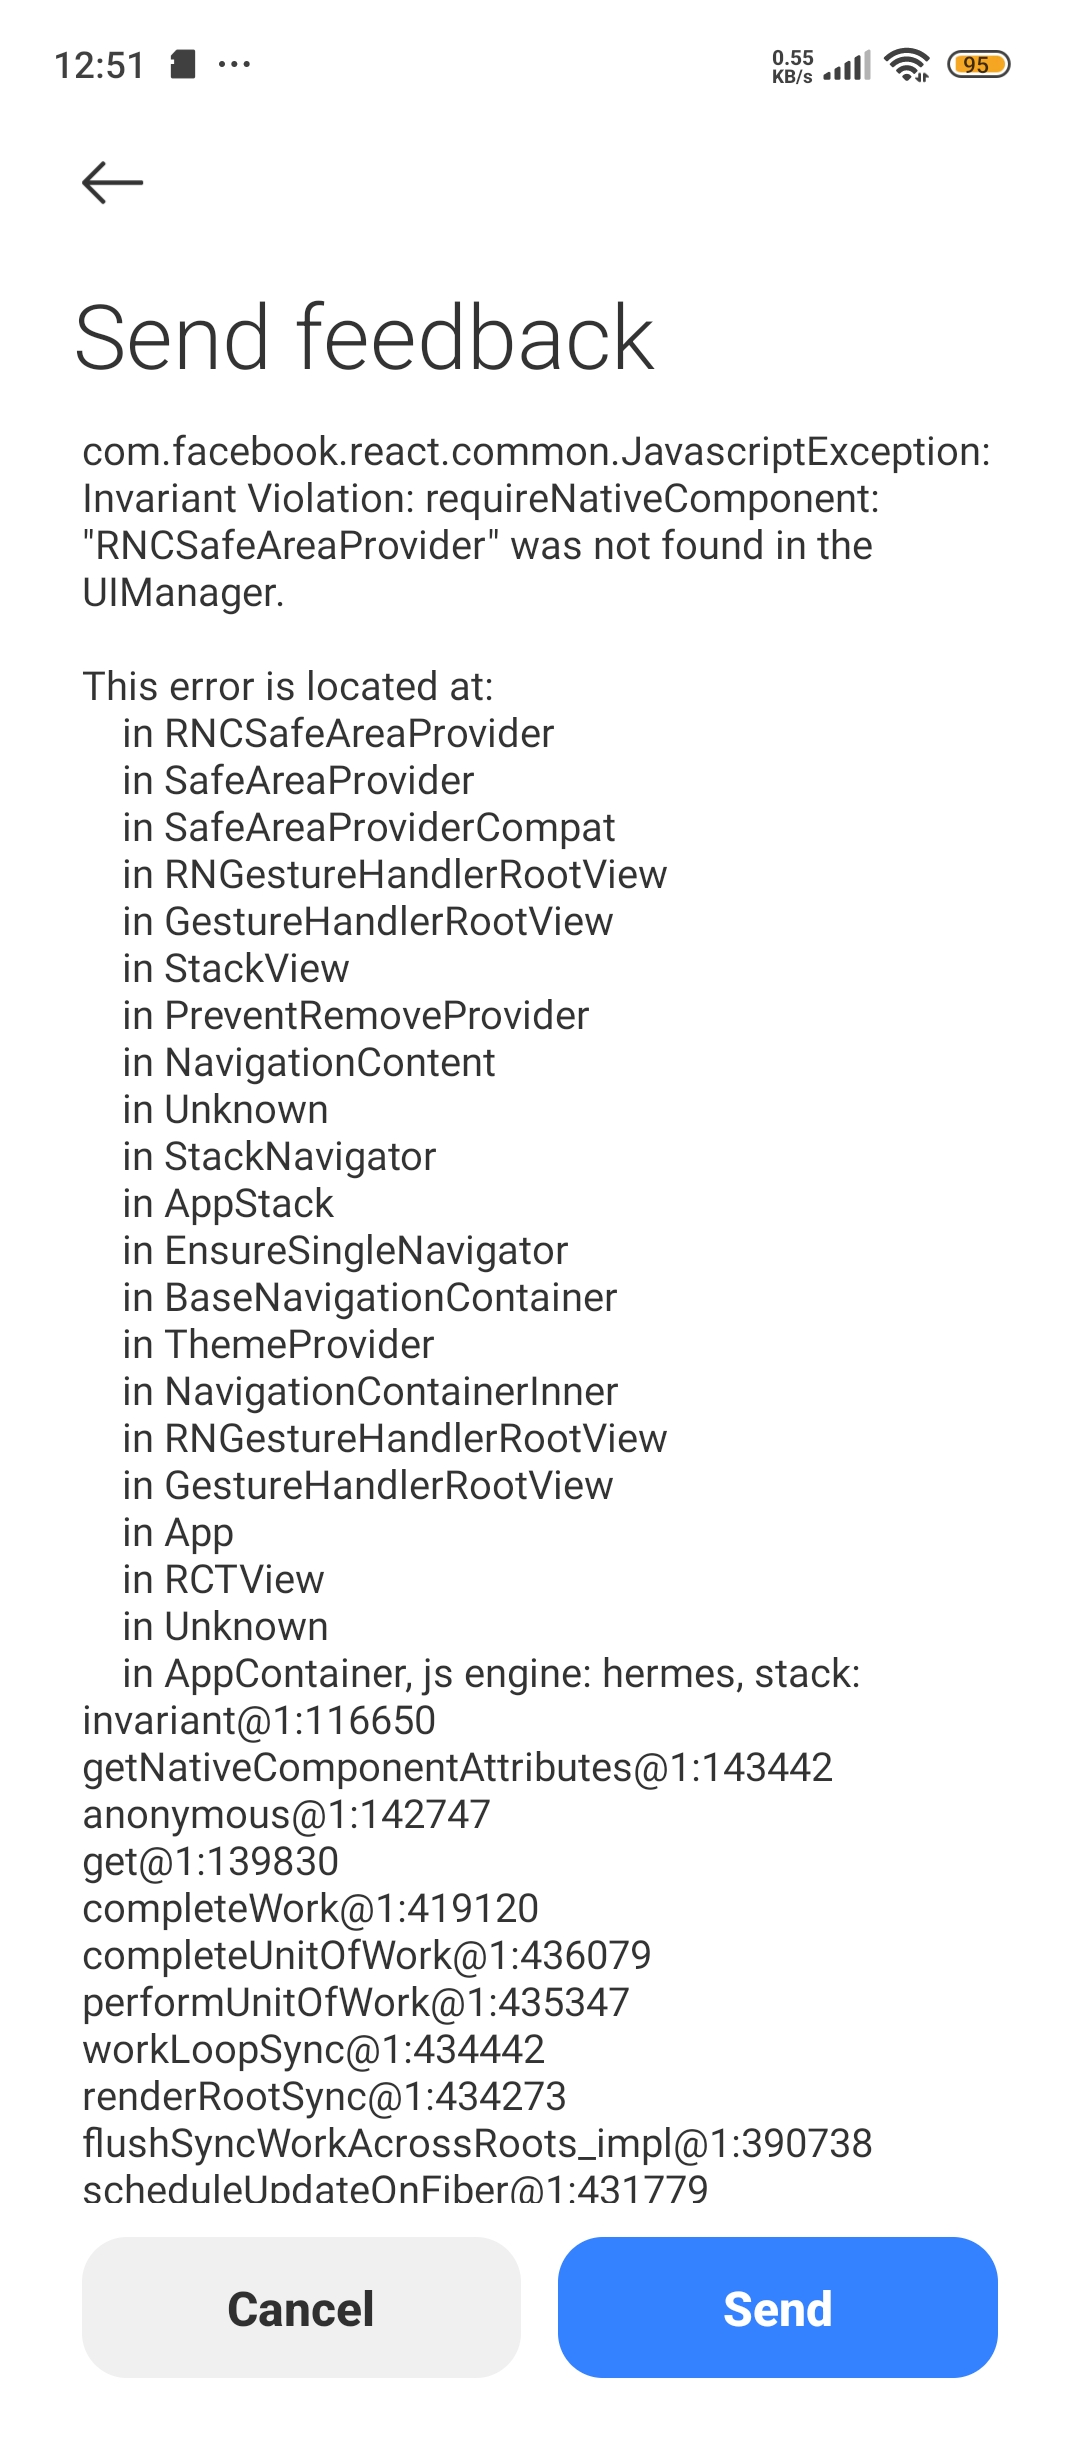 12:51
0.55
KB/s
95
Send feedback
com.facebook.react.common.JavascriptException:
Invariant Violation: requireNativeComponent:
"RNCSafeAreaProvider" was not found in the
UIManager.
This error is located at:
in RNCSafeAreaProvider
in SafeAreaProvider
in SafeAreaProviderCompat
in RNGestureHandlerRootView
in GestureHandlerRootView
in StackView
in PreventRemoveProvider
in NavigationContent
in Unknown
in StackNavigator
in AppStack
in EnsureSingleNavigator
in BaseNavigationContainer
in ThemeProvider
in NavigationContainerInner
in RNGestureHandlerRootView
in GestureHandlerRootView
in App
in RCTView
in Unknown
in AppContainer, js engine: hermes, stack:
invariant@1:116650
getNativeComponentAttributes@1:143442
anonymous@1:142747
get@1:139830
completeWork@1:419120
completeUnitOfWork@1:436079
performUnitOfWork@1:435347
workLoopSync@1:434442
renderRootSync@1:434273
flushSyncWorkAcrossRoots_impl@1:390738
scheduleUpdateOnFiber@1:431779
Cancel
Send